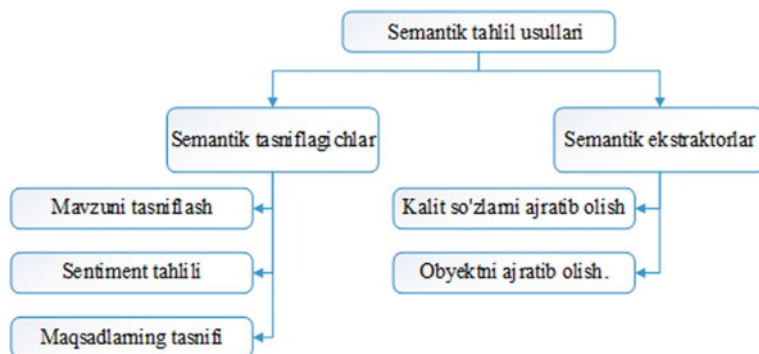 Semantik tahlil usullari
Semantik tasniflagichlar
Semantik ekstraktorlar
Mavzuni tasniflash
Kalit so'zlarni ajratib olish
Sentiment tahlili
Obyektni ajratib olish.
Maqsadlarning tasnifi